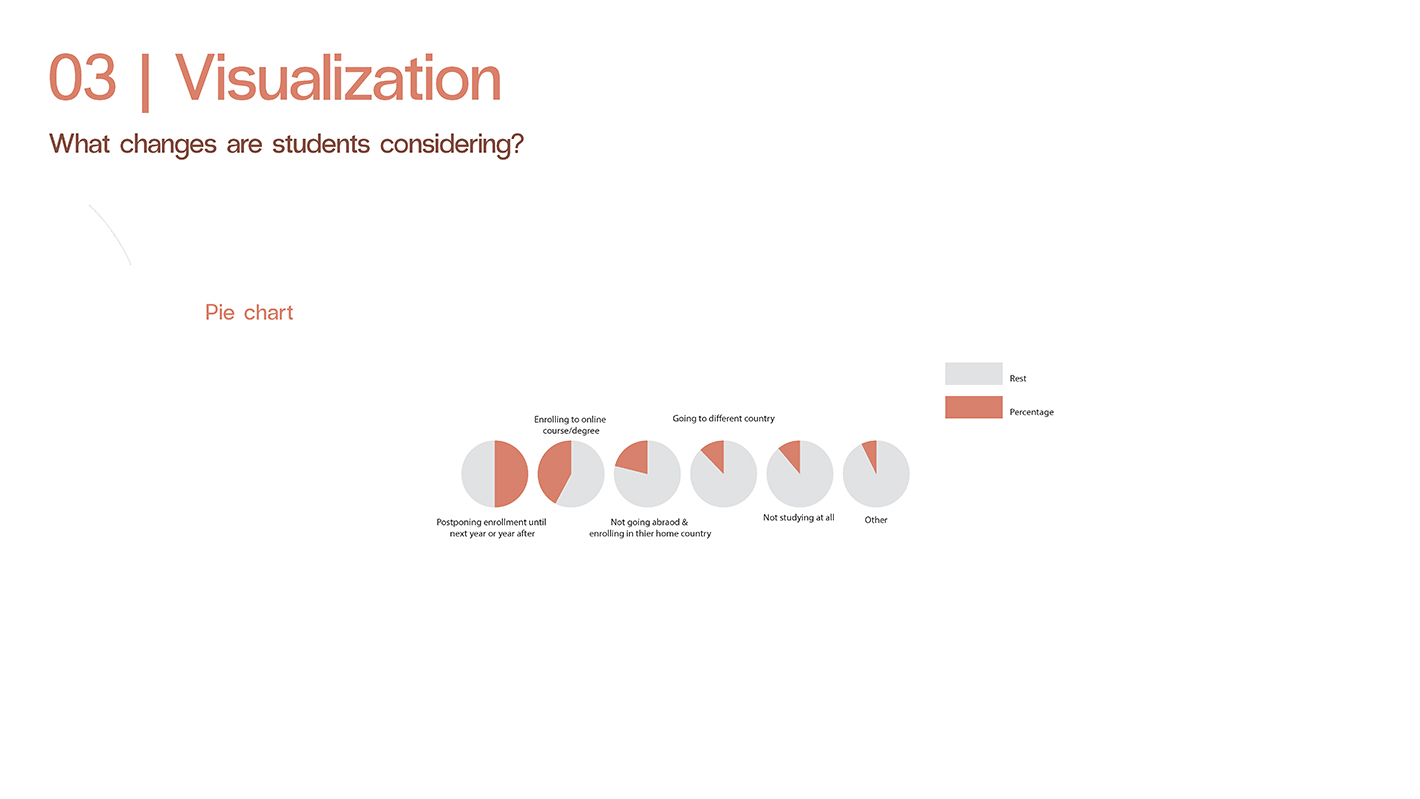 03 | Visualization
What changes are students considering?
Pie chart
Rest
Percentage
Enrolling to online
course/degree
Going to different country
Postponing enrollment until
next year or year after
Not going abraod &
enrolling in thier home country
Not studying at all
Other